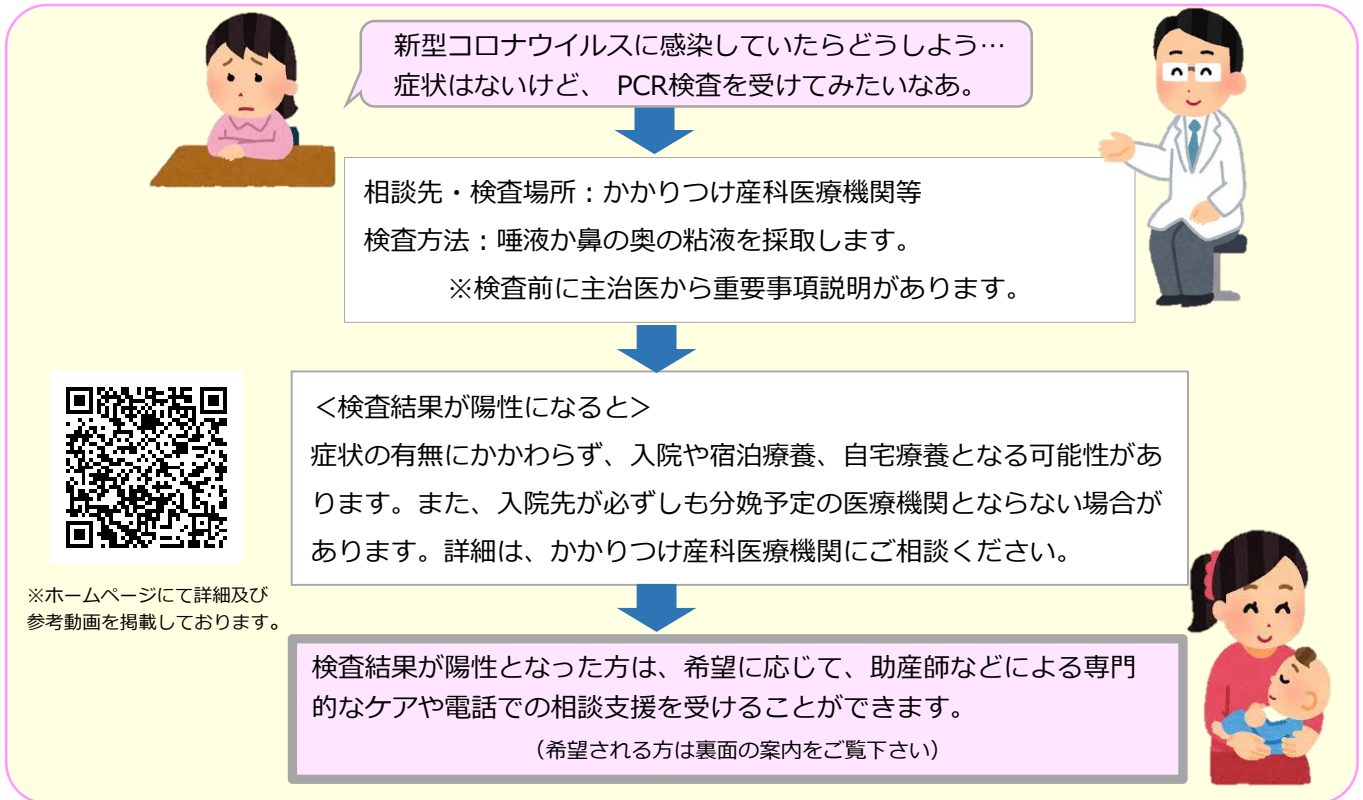 新型コロナウイルスに感染していたらどうしよう…
症状はないけど、 PCR検査を受けてみたいなあ。
相談先・検査場所：かかりつけ産科医療機関等
検査方法：唾液か鼻の奥の粘液を採取します。
※検査前に主治医から重要事項説明があります。
＜検査結果が陽性になると＞
症状の有無にかかわらず、入院や宿泊療養、自宅療養となる可能性があ
ります。また、入院先が必ずしも分娩予定の医療機関とならない場合が
あります。詳細は、かかりつけ産科医療機関にご相談ください。
※ホームページにて詳細及び
参考動画を掲載しております。
検査結果が陽性となった方は、希望に応じて、助産師などによる専門
的なケアや電話での相談支援を受けることができます。
（希望される方は裏面の案内をご覧下さい）